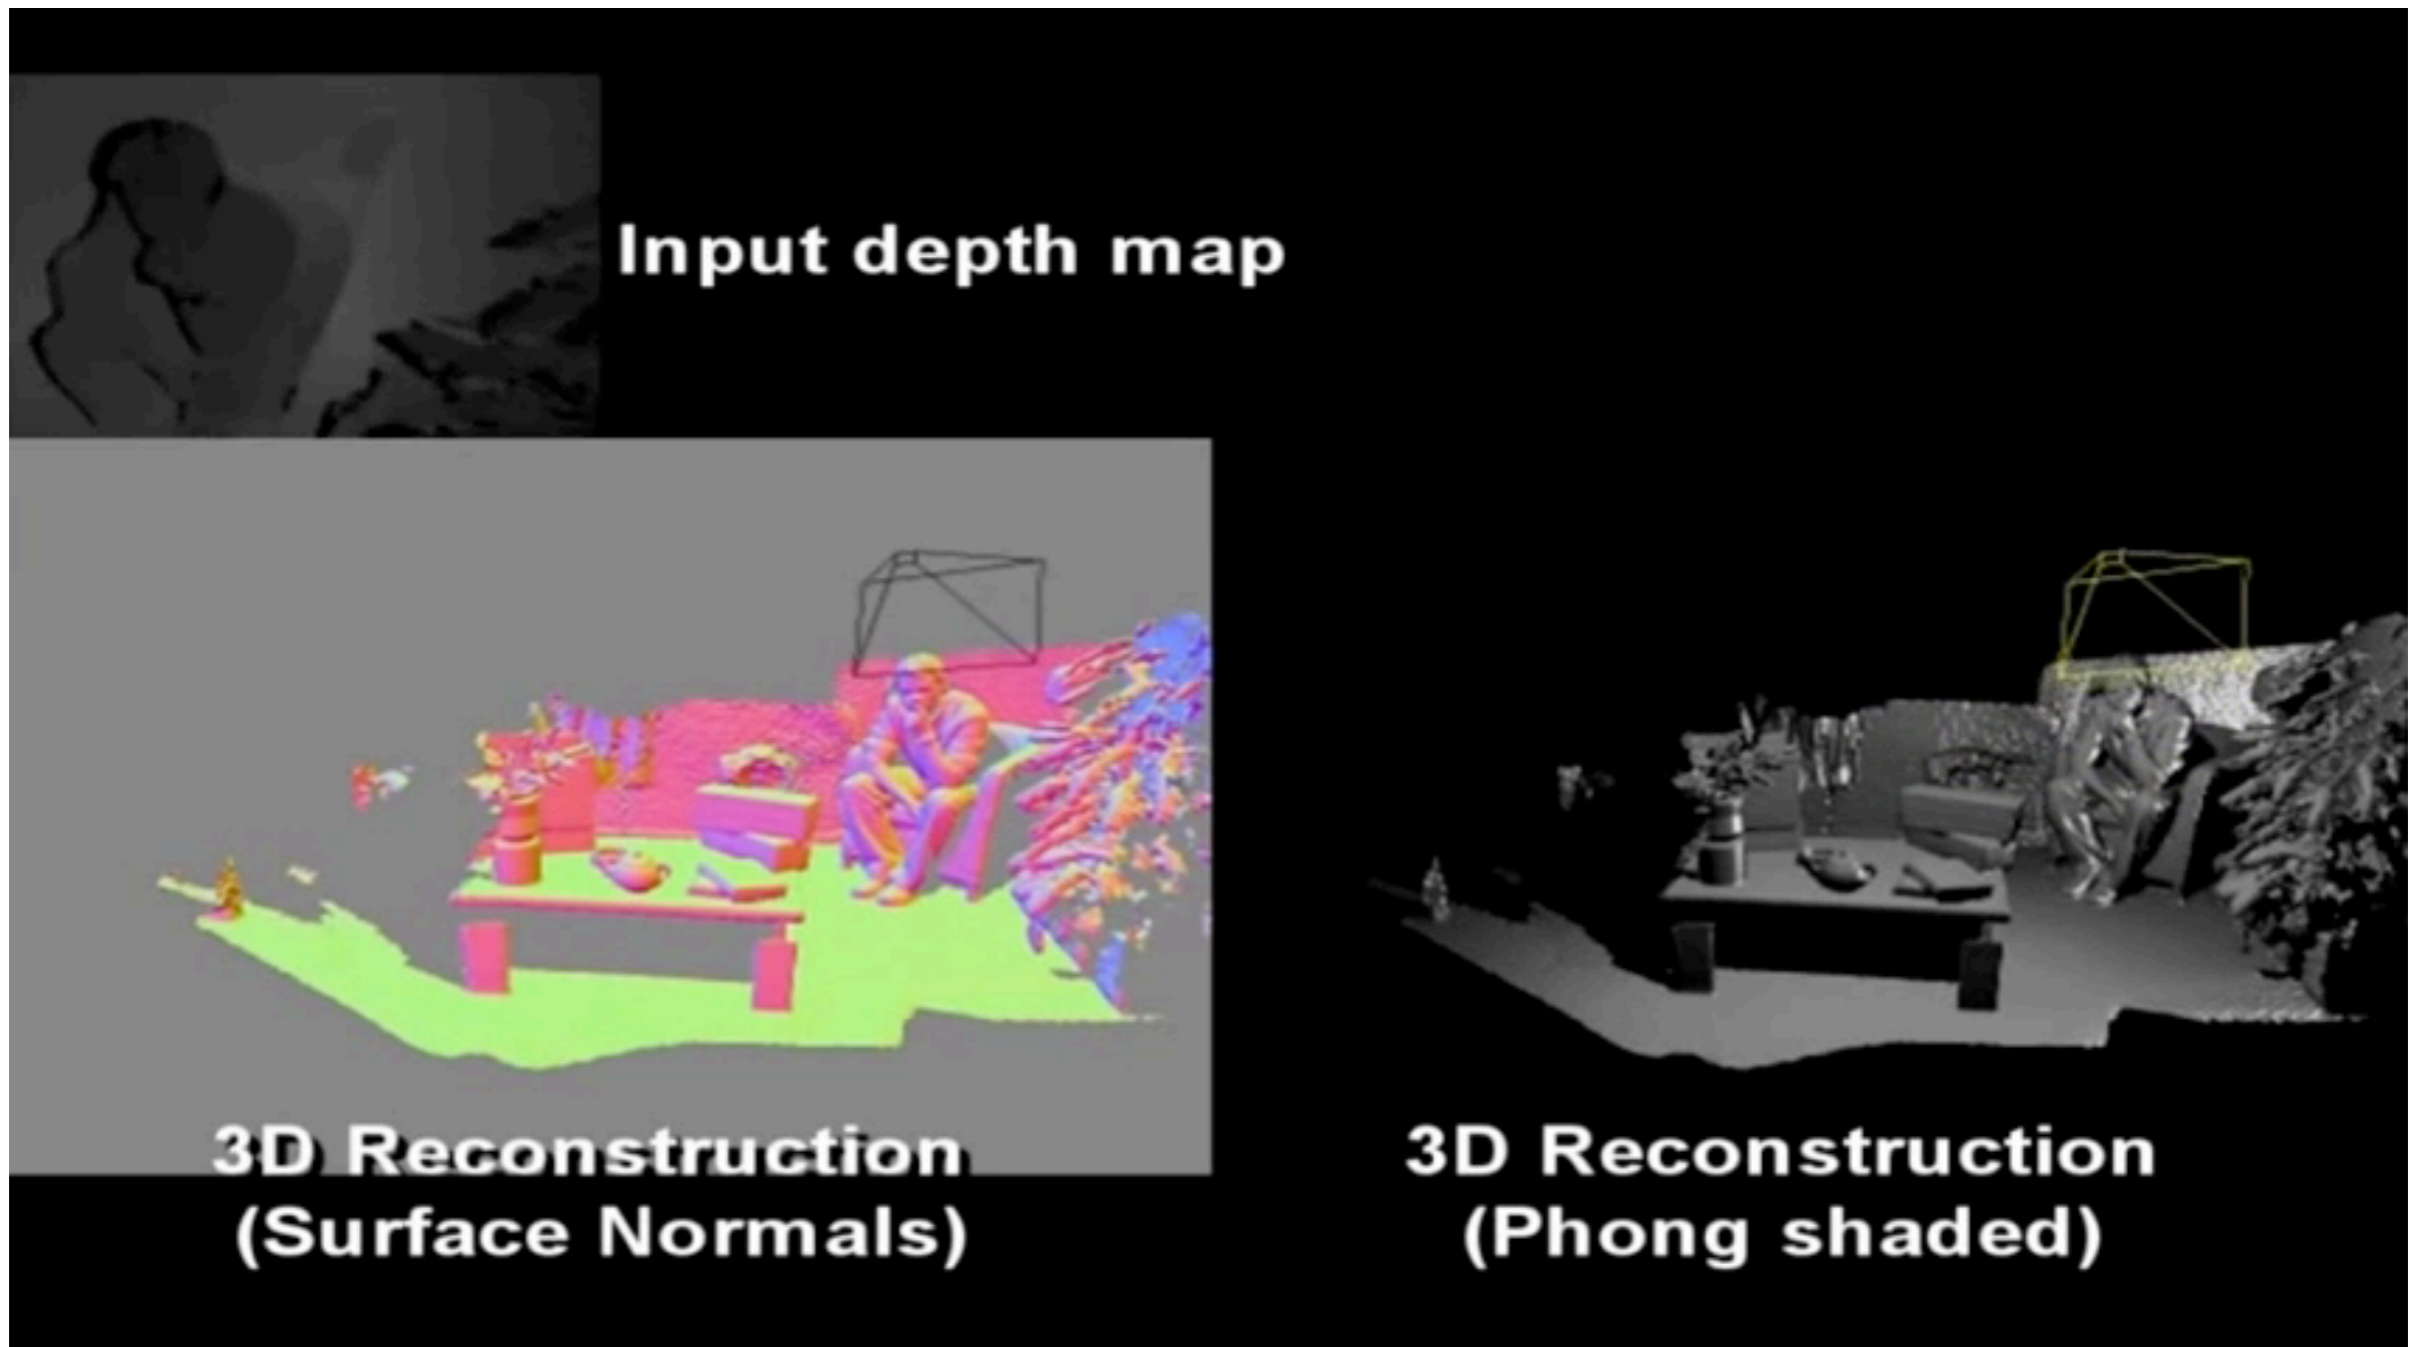 Input depth map
3D Reconstruction
(Surface Normals)
3D Reconstruction
(Phong shaded)